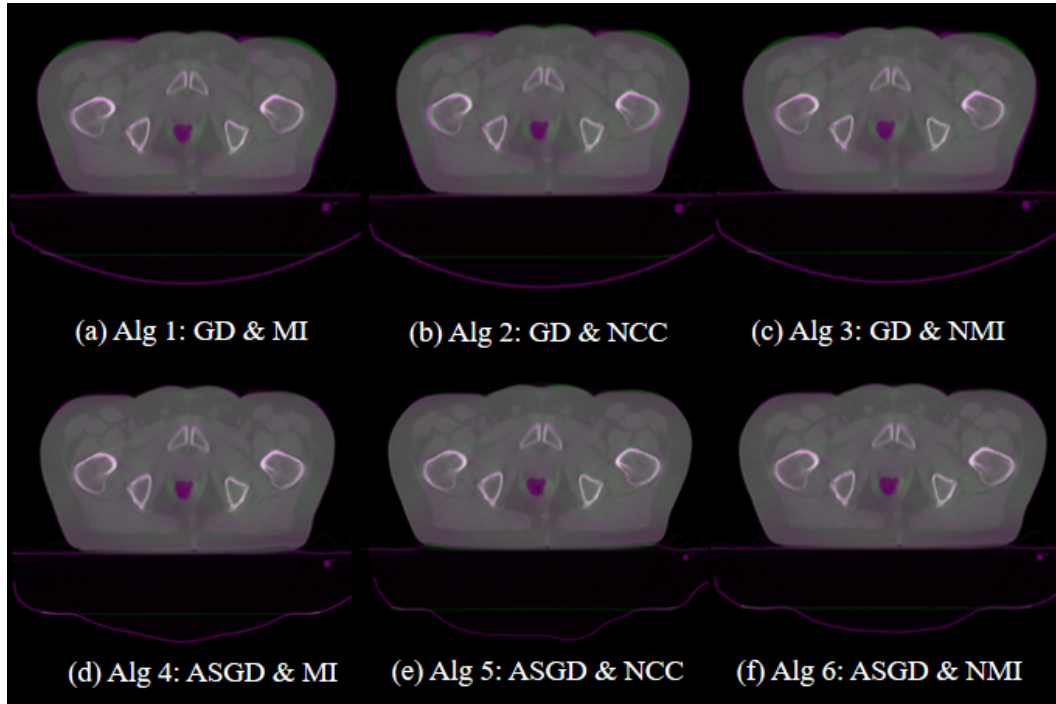 (a) Alg 1: GD & MI
(b) Alg 2: GD & NCC
(c) Alg 3: GD & NMI
(d) Alg 4: ASGD & MI
(e) Alg 5: ASGD & NCC
(f) Alg 6: ASGD & NMI